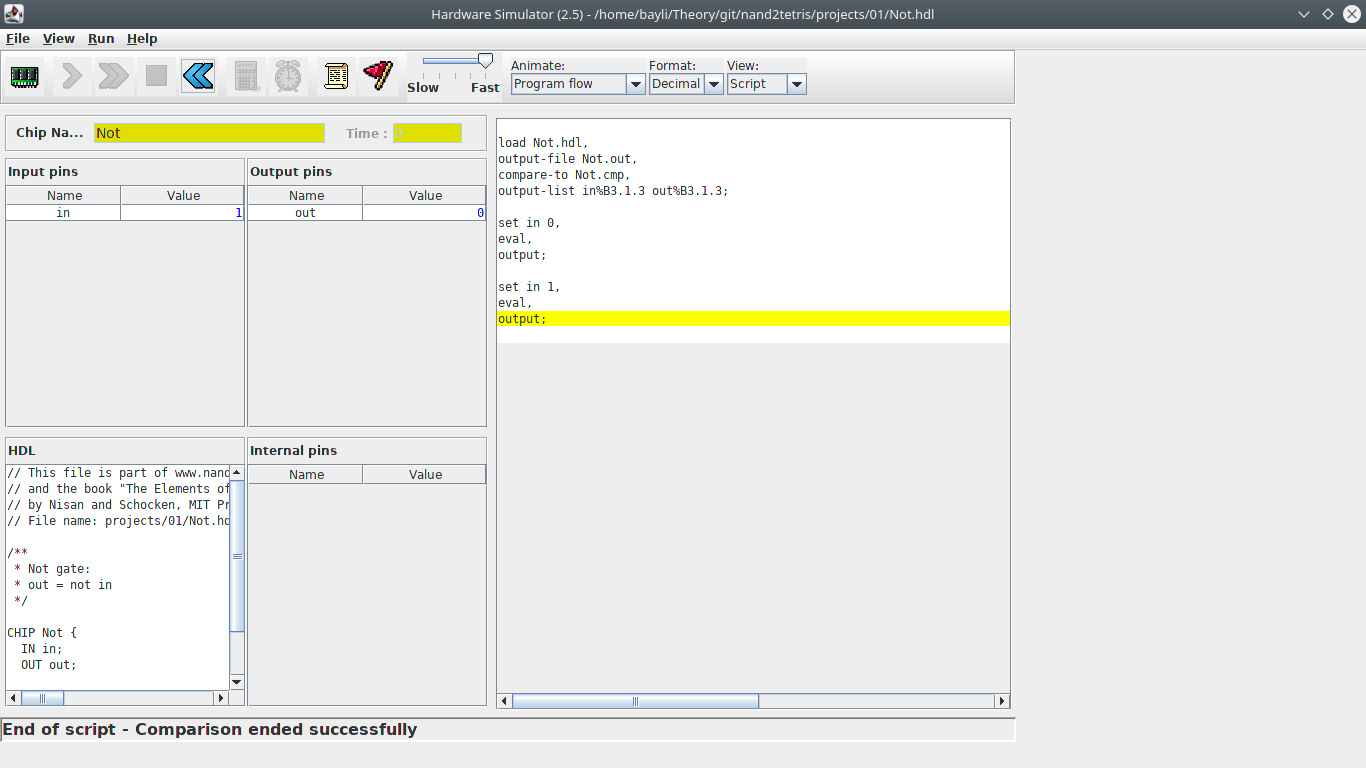 Hardware Simulator (2.5) - /home/bayli/Theory/git/nand2tetris/projects/01/Not.hdl
File View Run Help
Slow Fast
Animate: Format: View:
Program flow Decimal Script
Chip Na... Not Time : 0
Input pins
Name Value
in 1
Output pins
Name Value
out 0
HDL
// This file is part of www.nand
// and the book "The Elements of
// by Nisan and Schocken, MIT Pr
// File name: projects/01/Not.hd
/**
* Not gate:
* out = not in
*/
CHIP Not {
IN in;
OUT out;
Internal pins
Name Value
load Not.hdl,
output-file Not.out,
compare-to Not.cmp,
output-list in%B3.1.3 out%B3.1.3;
set in 0,
eval,
output;
set in 1,
eval,
output;
End of script - Comparison ended successfully